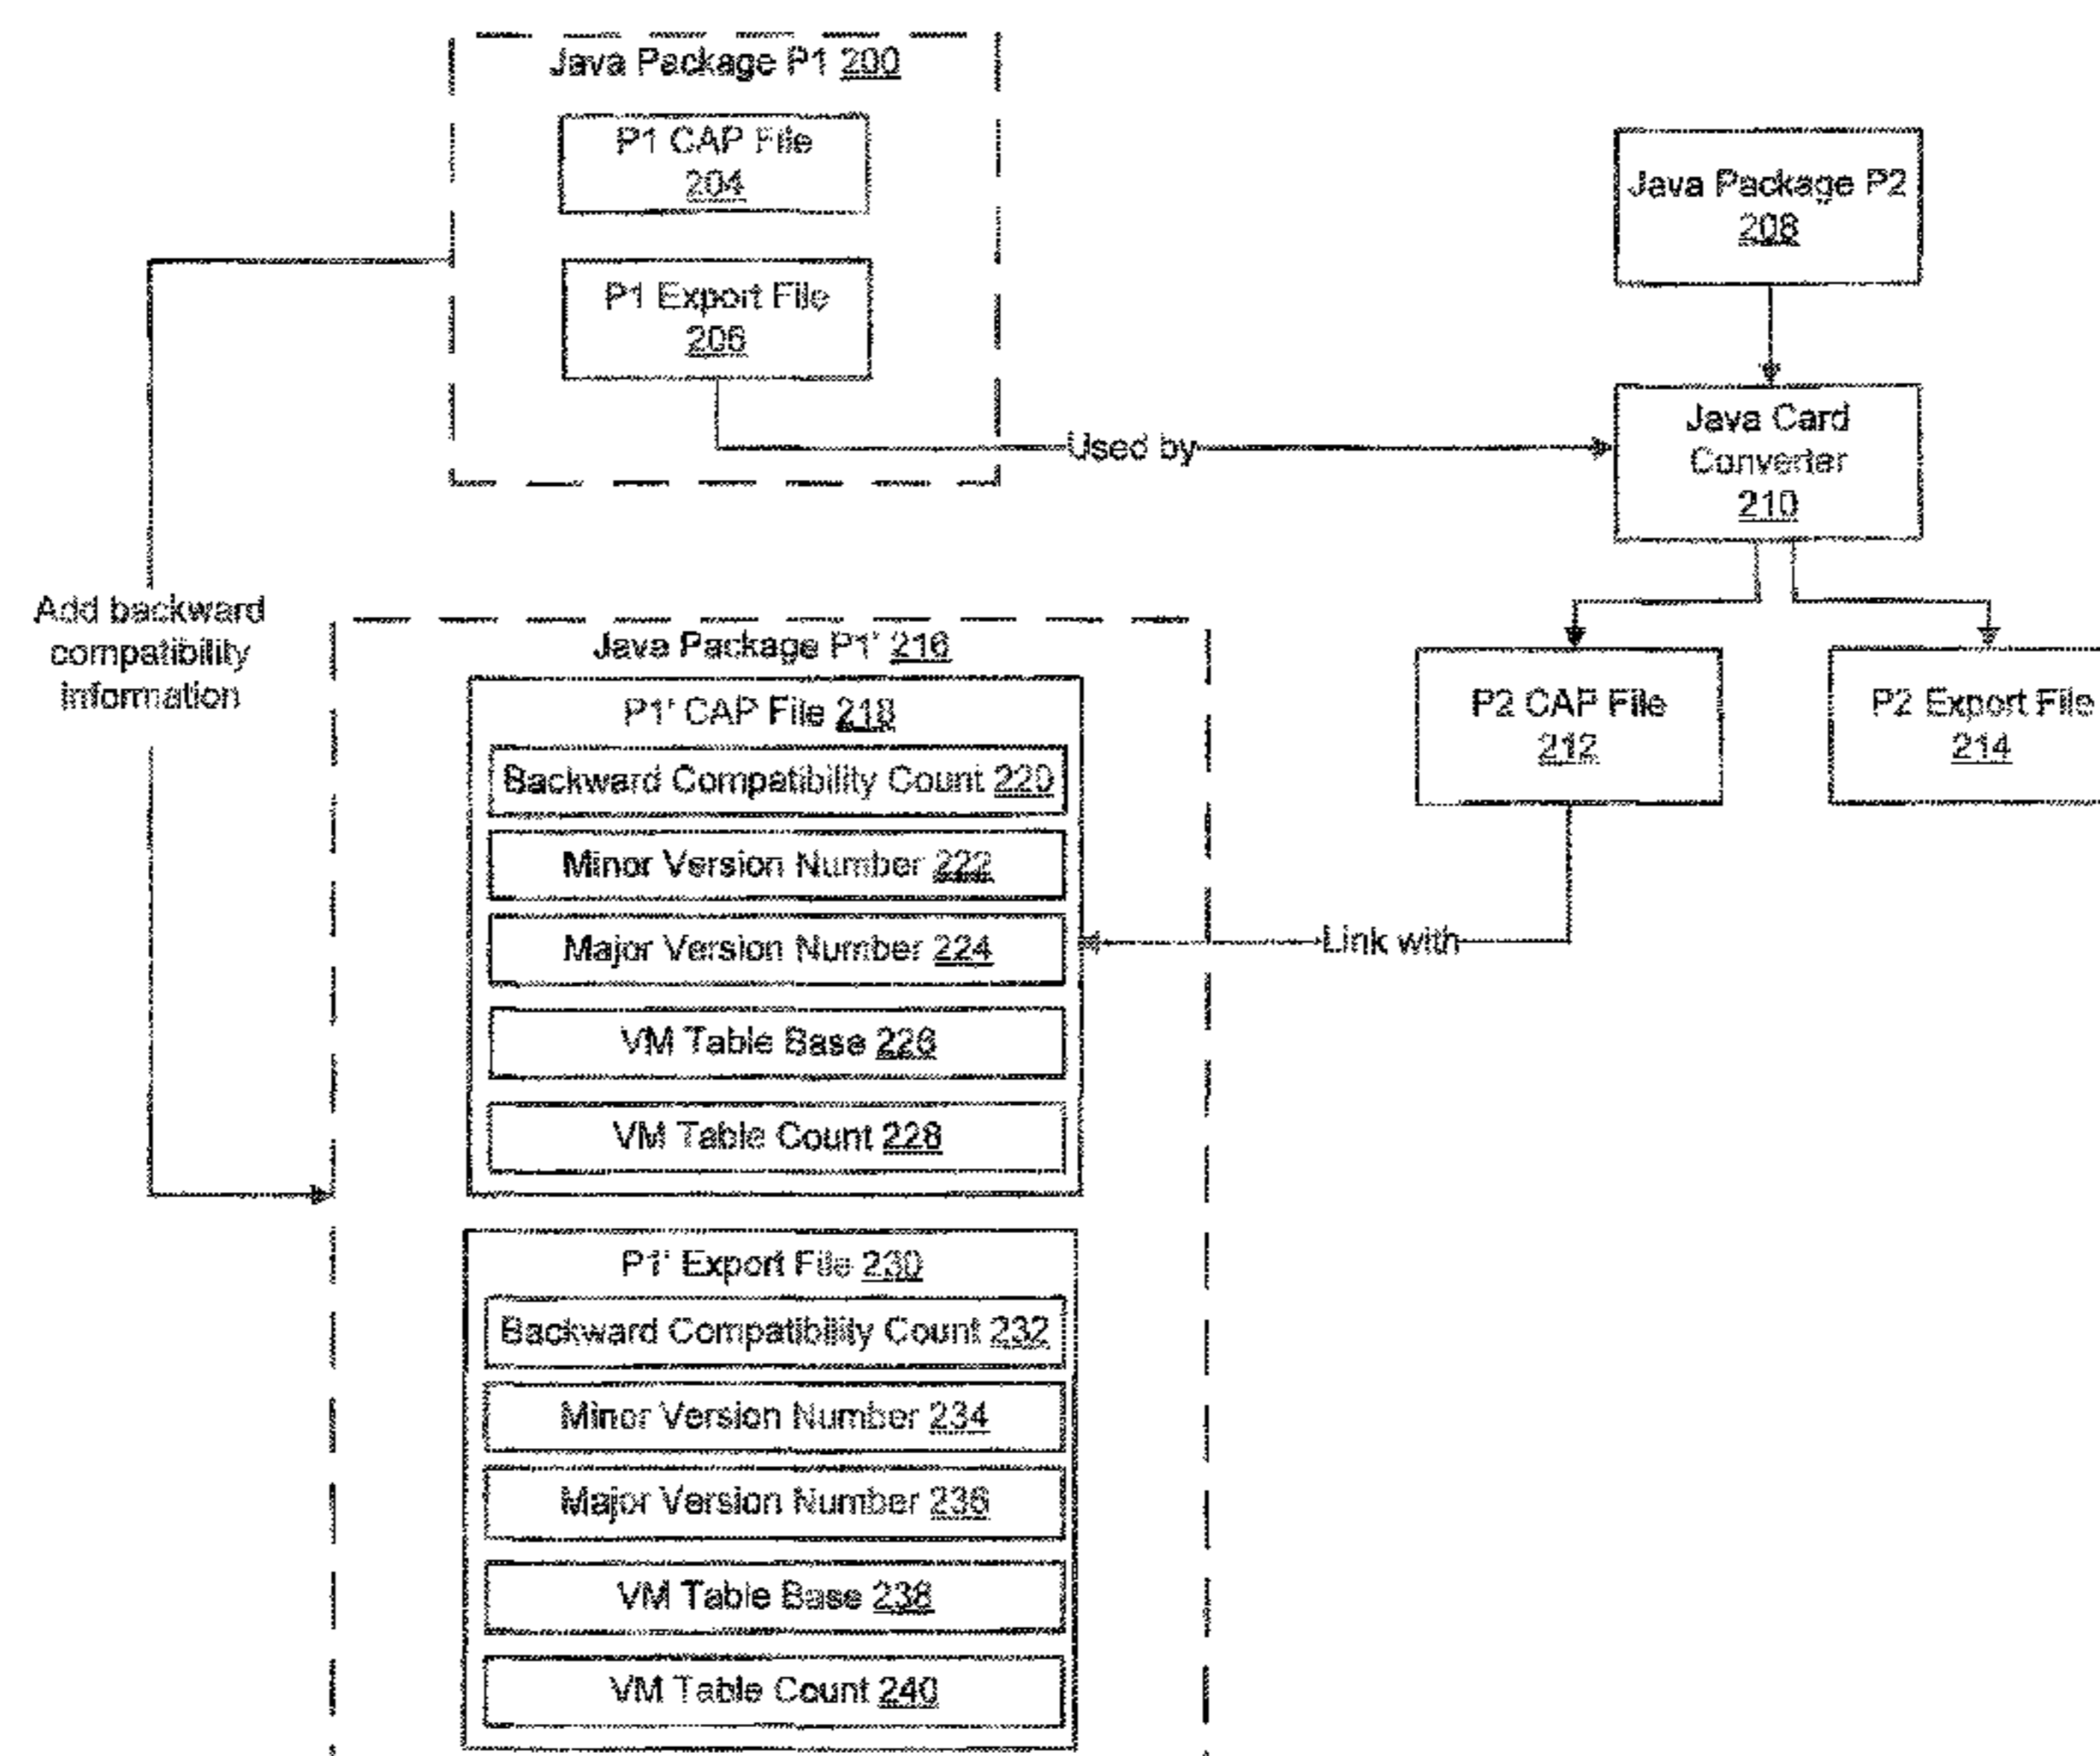 Java Package P1 200
P1 CAP File
204
P1 Export File
206
Used by
Java Package P2
208
Java Card
Converter
210
P2 CAP File
212
P2 Export File
214
Add backward
compatibility
information
Java Package P1' 216
P1' CAP File 218
Backward Compatibility Count 220
Minor Version Number 222
Major Version Number 224
VM Table Base 226
VM Table Count 228
Link with
P1' Export File 230
Backward Compatibility Count 232
Minor Version Number 234
Major Version Number 236
VM Table Base 238
VM Table Count 240